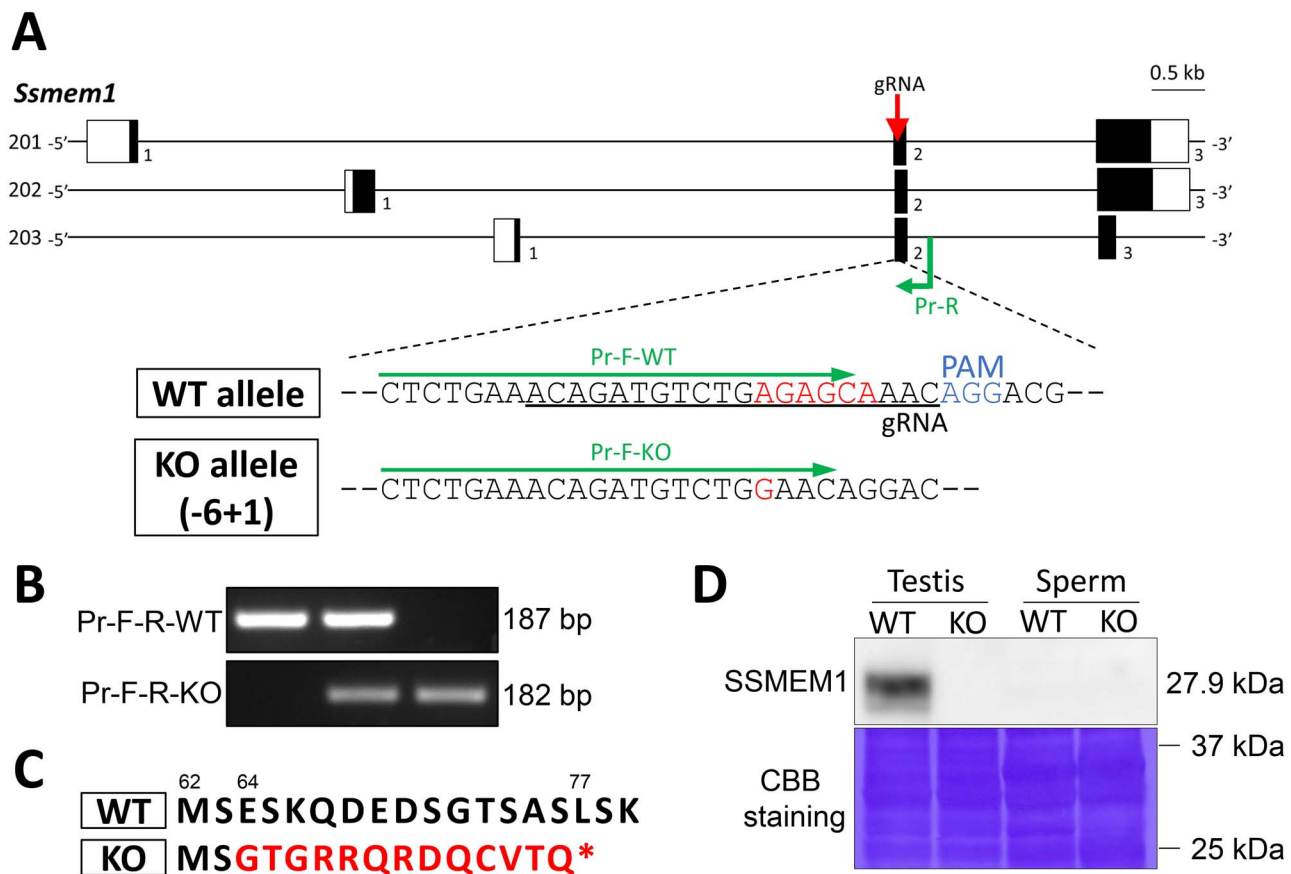 A
Ssmem1
gRNA
0.5 kb
201 -5’ 1 2 3 -3’
202 -5’ 1 2 3 -3’
203 -5’ 1 2 3 -3’
Pr-R
Pr-F-WT
PAM
WT allele
--CTCTGAAACAGATGTCTGAGAGCAAACAGGACG--
gRNA
Pr-F-KO
KO allele
(-6+1)
--CTCTGAAACAGATGTCTGGAACAGGAC--
B
Pr-F-R-WT 187 bp
Pr-F-R-KO 182 bp
C
62 64 77
WT MSESKQDEDSGTSASLSK
KO MSGTGRRQRDQCVTQ*
D
Testis Sperm
WT KO WT KO
SSMEM1 27.9 kDa
CBB
staining
37 kDa
25 kDa